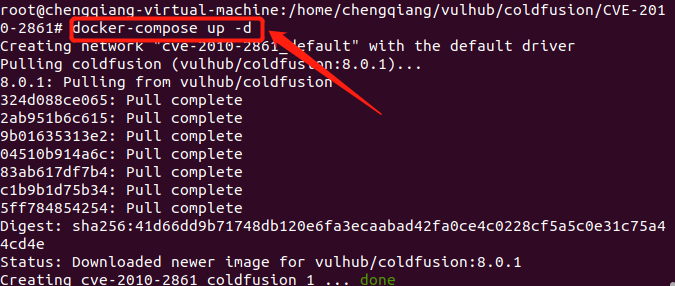 root@chengqiang-virtual-machine:/home/chengqiang/vulhub/coldfusion/CVE-201
0-2861# docker-compose up -d
Creating network "cve-2010-2861_default" with the default driver
Pulling coldfusion (vulhub/coldfusion:8.0.1)...
8.0.1: Pulling from vulhub/coldfusion
324d088ce065: Pull complete
2ab951b6c615: Pull complete
9b01635313e2: Pull complete
04510b914a6c: Pull complete
83ab617df7b4: Pull complete
c1b9b1d75b34: Pull complete
5ff784854254: Pull complete
Digest: sha256:41d66dd9b71748db120e6fa3ecaabad42fa0ce4c0228cf5a5c0e31c75a4
4cd4e
Status: Downloaded newer image for vulhub/coldfusion:8.0.1
Creating cve-2010-2861_coldfusion_1 ... done